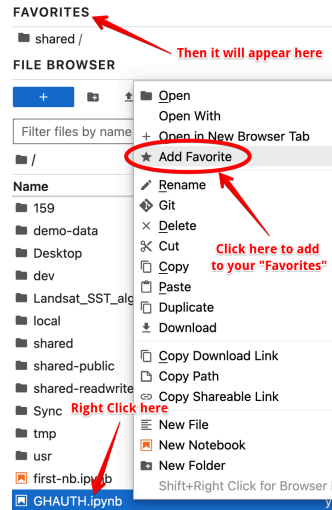 FAVORITES
shared /
Then it will appear here
FILE BROWSER
+
Filter files by name
/
Name
159
demo-data
Desktop
dev
Landsat_SST_alg
local
shared
shared-public
shared-readwrite
Sync
tmp
usr
first-nb.ipynb
GHAUTH.ipynb
Open
Open With
Open in New Browser Tab
Add Favorite
Rename
Git
Delete
Cut
Copy
Paste
Duplicate
Download
Copy Download Link
Copy Path
Copy Shareable Link
New File
New Notebook
New Folder
Shift+Right Click for Browser
Click here to add
to your "Favorites"
Right Click here
y